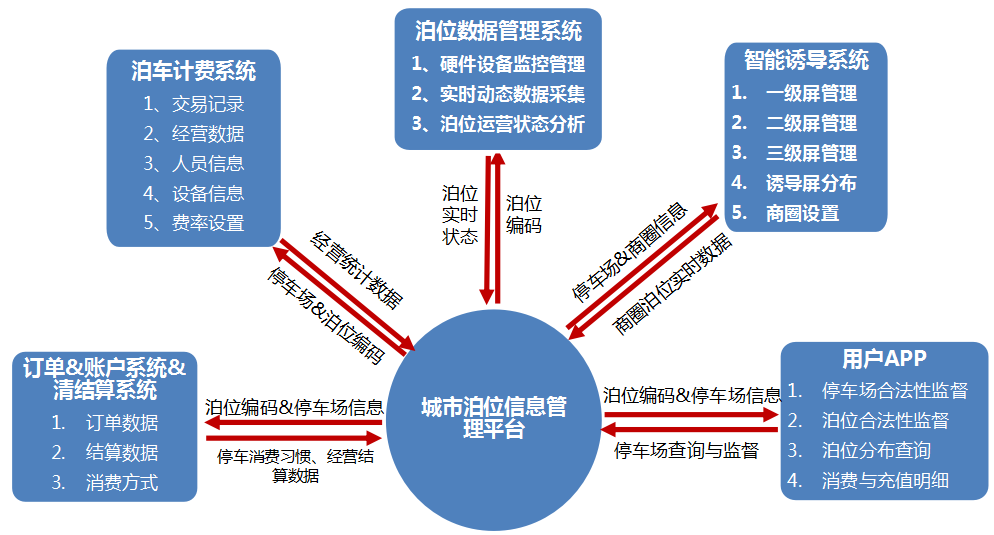 泊位数据管理系统
1、硬件设备监控管理
2、实时动态数据采集
3、泊位运营状态分析
泊车计费系统
1、交易记录
2、经营数据
3、人员信息
4、设备信息
5、费率设置
智能诱导系统
1. 一级屏管理
2. 二级屏管理
3. 三级屏管理
4. 诱导屏分布
5. 商圈设置
泊位
实时
状态
泊位
编码
经营统计数据
停车场&泊位编码
停车场&商圈信息
商圈泊位实时数据
订单&账户系统&
清结算系统
1. 订单数据
2. 结算数据
3. 消费方式
泊位编码&停车场信息
停车消费习惯、经营结
算数据
城市泊位信息管
理平台
泊位编码&停车场信息
停车场查询与监督
用户APP
1. 停车场合法性监督
2. 泊位合法性监督
3. 泊位分布查询
4. 消费与充值明细